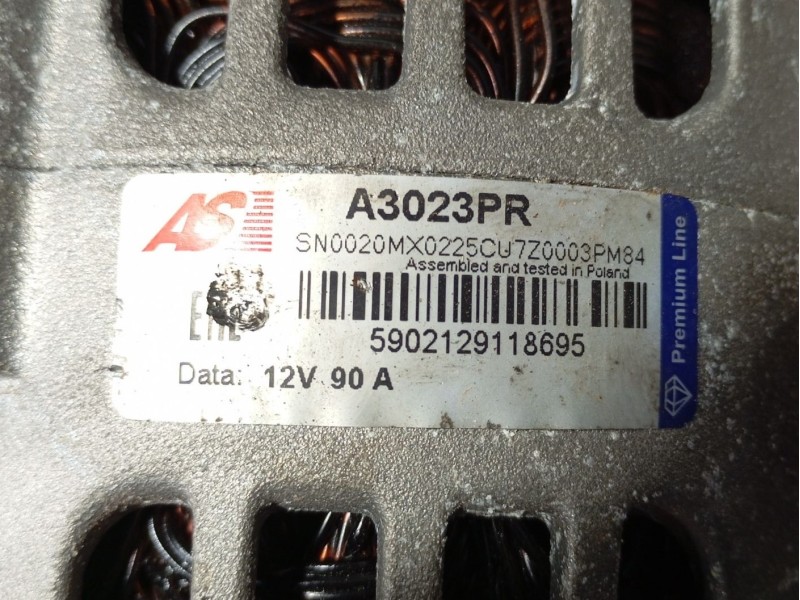 AS
A3023PR
SN0020MX0225CU7Z0003PM84
Assembled and tested in Poland
5902129118695
Data: 12V 90 A
Premium Line